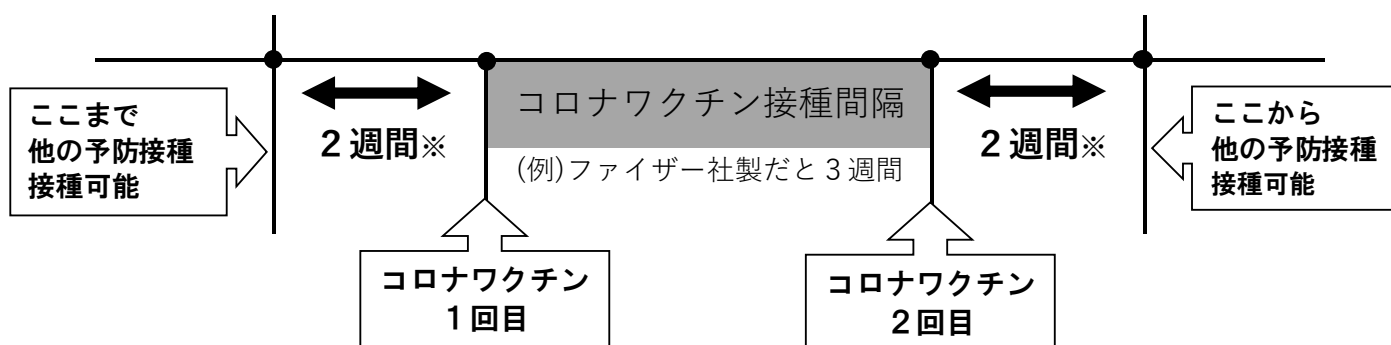 ここまで
他の予防接種
接種可能
２週間※
コロナワクチン接種間隔
(例)ファイザー社製だと３週間
２週間※
ここから
他の予防接種
接種可能
コロナワクチン
１回目
コロナワクチン
２回目